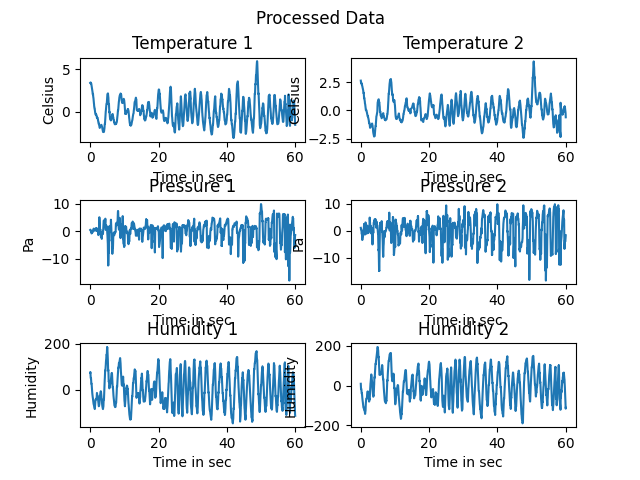 Processed Data
Temperature 1
Temperature 2
Celsius
5
0
0
20
40
60
Time in sec
Celsius
2.5
0.0
−2.5
0
20
40
60
Time in sec
Pressure 1
Pressure 2
Pa
10
0
−10
0
20
40
60
Time in sec
Pa
10
0
−10
0
20
40
60
Time in sec
Humidity 1
Humidity 2
Humidity
200
0
0
20
40
60
Time in sec
Humidity
200
0
−200
0
20
40
60
Time in sec